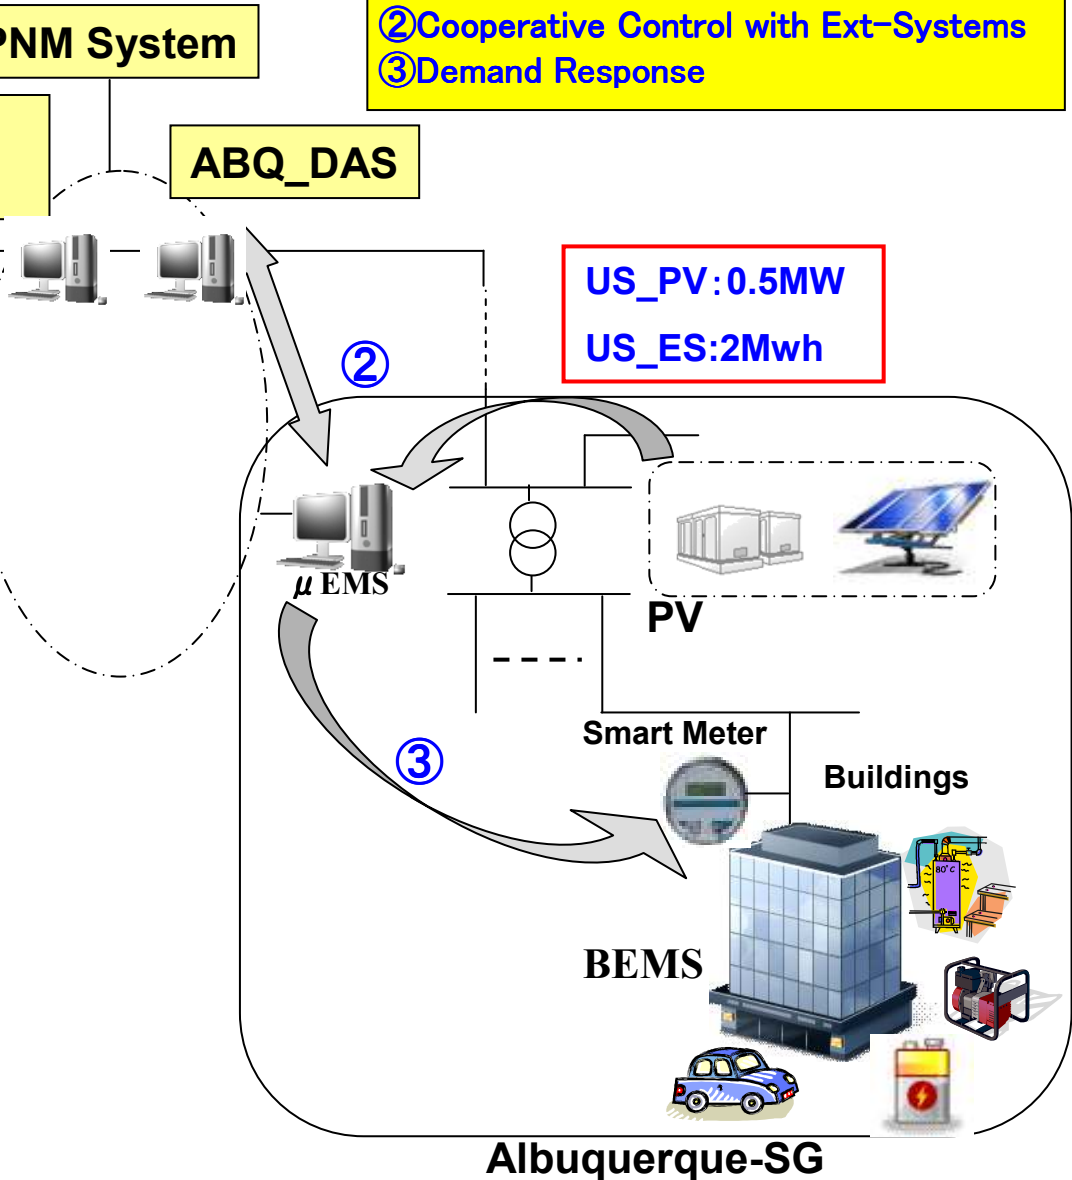 ②Cooperative Control with Ext-Systems
③Demand Response
PNM System
ABQ_DAS
US_PV:0.5MW
US_ES:2Mwh
②
μEMS
PV
Smart Meter
③
Buildings
80°C
BEMS
Albuquerque-SG